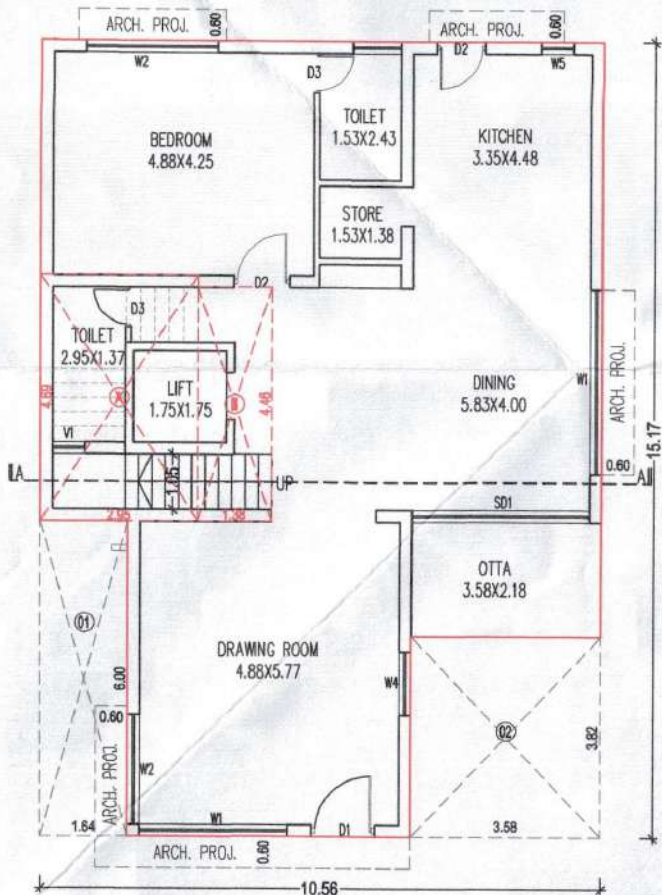 ARCH. PROJ.
0.60
ARCH. PROJ.
0.60
W2
D3
D2
W5
TOILET
1.53X2.43
BEDROOM
4.88X4.25
KITCHEN
3.35X4.48
STORE
1.53X1.38
D2
D3
TOILET
2.95X1.37
LIFT
1.75X1.75
4.69
X
4.46
DINING
5.83X4.00
W1
ARCH. PROJ.
0.60
15.17
V1
A
1.05
UP
A
2.95
1.38
SD1
OTTA
3.58X2.18
01
6.00
DRAWING ROOM
4.88X5.77
W4
0.60
ARCH. PROJ.
W2
02
3.82
1.64
W1
D1
3.58
ARCH. PROJ.
0.60
10.56